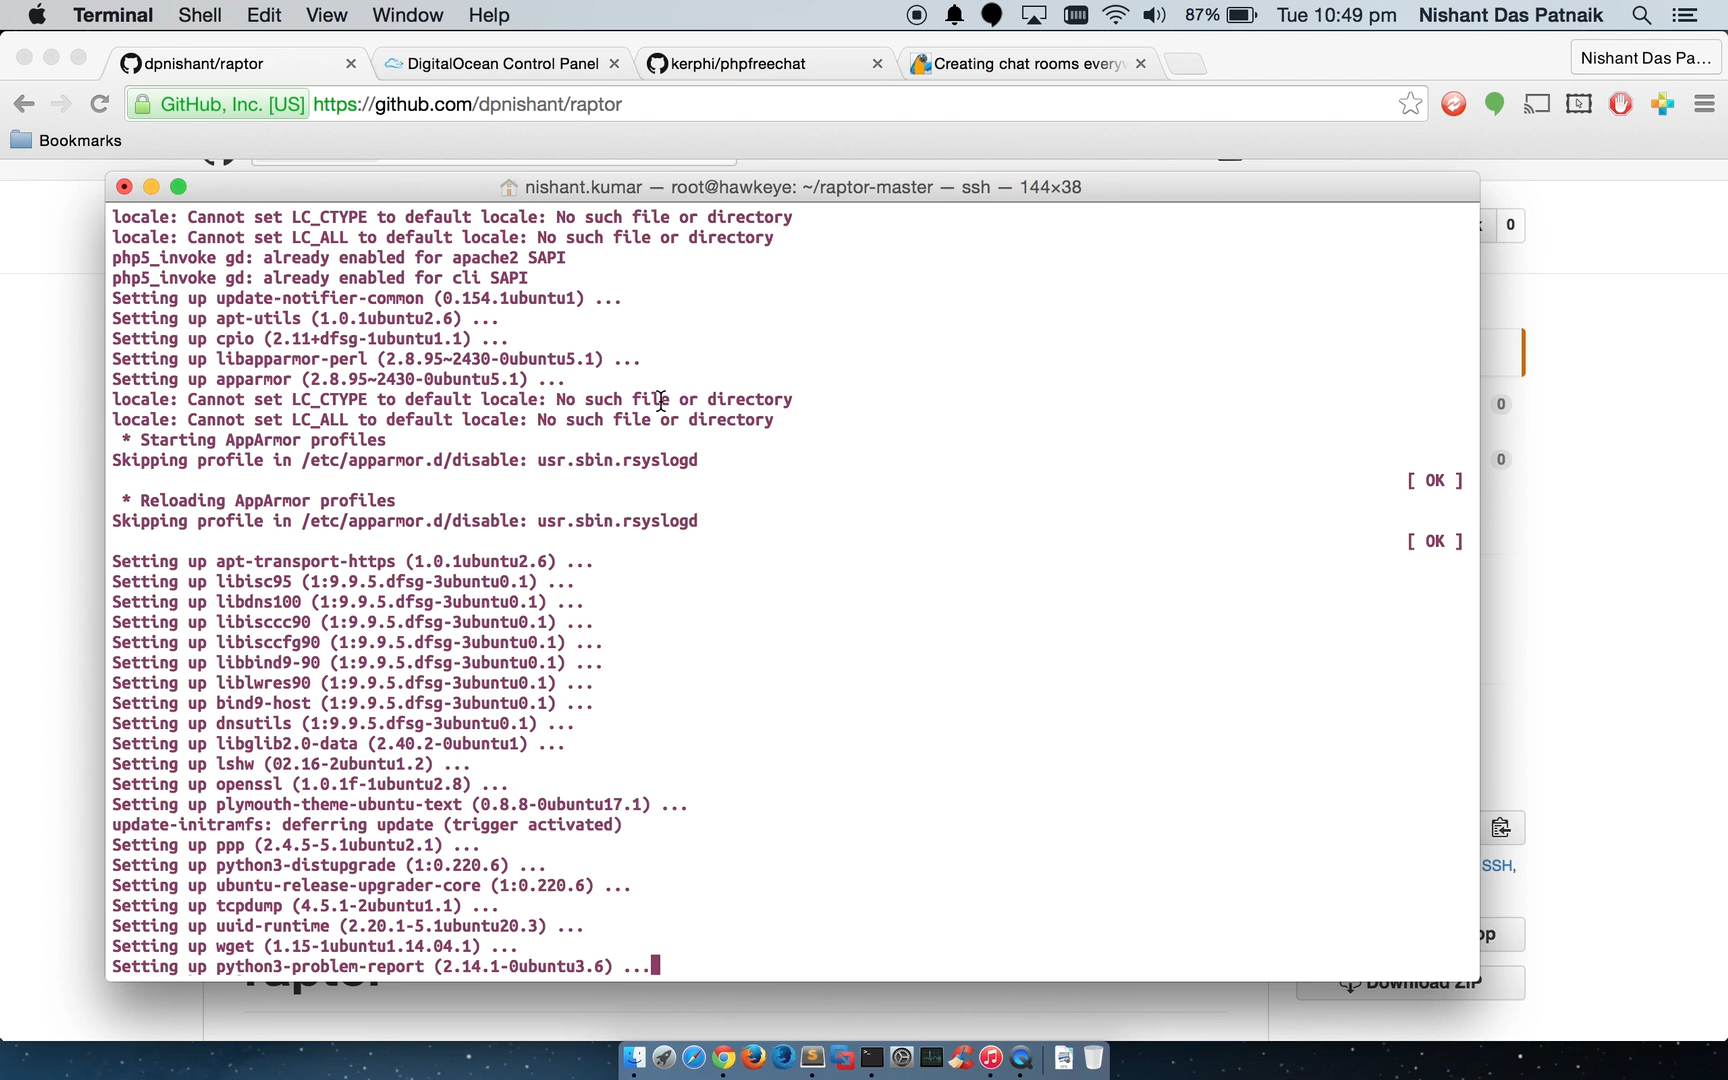 Terminal Shell Edit View Window Help 87% Tue 10:49 pm Nishant Das Patnaik
dpnishant/raptor DigitalOcean Control Panel kerphi/phpfreechat Creating chat rooms every Nishant Das Pa...
GitHub, Inc. [US] https://github.com/dpnishant/raptor
Bookmarks
nishant.kumar — root@hawkeye: ~/raptor-master — ssh — 144×38
locale: Cannot set LC_CTYPE to default locale: No such file or directory
locale: Cannot set LC_ALL to default locale: No such file or directory
0
php5_invoke gd: already enabled for apache2 SAPI
php5_invoke gd: already enabled for cli SAPI
Setting up update-notifier-common (0.154.1ubuntu1) ...
Setting up apt-utils (1.0.1ubuntu2.6) ...
Setting up cpio (2.11+dfsg-1ubuntu1.1) ...
Setting up libapparmor-perl (2.8.95~2430-0ubuntu5.1) ...
Setting up apparmor (2.8.95~2430-0ubuntu5.1) ...
locale: Cannot set LC_CTYPE to default locale: No such file or directory
0
locale: Cannot set LC_ALL to default locale: No such file or directory
* Starting AppArmor profiles
Skipping profile in /etc/apparmor.d/disable: usr.sbin.rsyslogd
0
[ OK ]
* Reloading AppArmor profiles
Skipping profile in /etc/apparmor.d/disable: usr.sbin.rsyslogd
[ OK ]
Setting up apt-transport-https (1.0.1ubuntu2.6) ...
Setting up libisc95 (1:9.9.5.dfsg-3ubuntu0.1) ...
Setting up libdns100 (1:9.9.5.dfsg-3ubuntu0.1) ...
Setting up libisccc90 (1:9.9.5.dfsg-3ubuntu0.1) ...
Setting up libisccfg90 (1:9.9.5.dfsg-3ubuntu0.1) ...
Setting up libbind9-90 (1:9.9.5.dfsg-3ubuntu0.1) ...
Setting up liblwres90 (1:9.9.5.dfsg-3ubuntu0.1) ...
Setting up bind9-host (1:9.9.5.dfsg-3ubuntu0.1) ...
Setting up dnsutils (1:9.9.5.dfsg-3ubuntu0.1) ...
Setting up libglib2.0-data (2.40.2-0ubuntu1) ...
Setting up lshw (02.16-2ubuntu1.2) ...
Setting up openssl (1.0.1f-1ubuntu2.8) ...
Setting up plymouth-theme-ubuntu-text (0.8.8-0ubuntu17.1) ...
update-initramfs: deferring update (trigger activated)
Setting up ppp (2.4.5-5.1ubuntu2.1) ...
Setting up python3-distupgrade (1:0.220.6) ...
SSH,
Setting up ubuntu-release-upgrader-core (1:0.220.6) ...
Setting up tcpdump (4.5.1-2ubuntu1.1) ...
Setting up uuid-runtime (2.20.1-5.1ubuntu20.3) ...
op
Setting up wget (1.15-1ubuntu1.14.04.1) ...
Setting up python3-problem-report (2.14.1-0ubuntu3.6) ...
raptor
Download ZIP